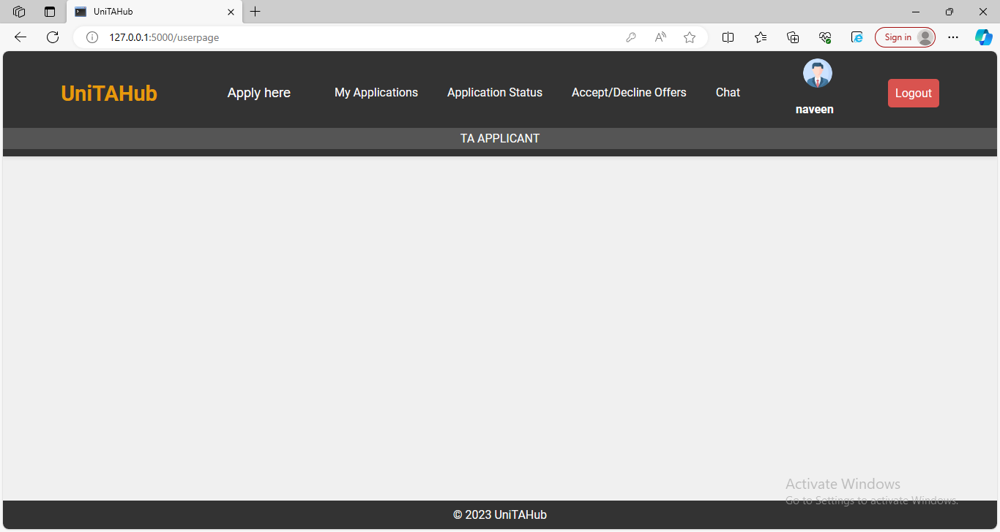 UniTAHub
127.0.0.1:5000/userpage
Sign in
UniTAHub
Apply here
My Applications
Application Status
Accept/Decline Offers
Chat
naveen
Logout
TA APPLICANT
Activate Windows
Go to Settings to activate Windows.
© 2023 UniTAHub